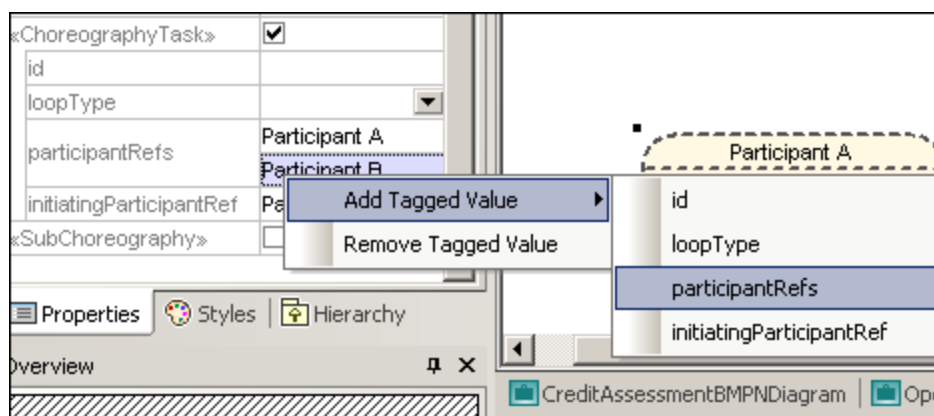 «ChoreographyTask»
id
loopType
participantRefs
Participant A
Participant B
initiatingParticipantRef
«SubChoreography»
Add Tagged Value
Remove Tagged Value
id
loopType
participantRefs
initiatingParticipantRef
Participant A
Properties
Styles
Hierarchy
Overview
CreditAssessmentBMPNDiagram